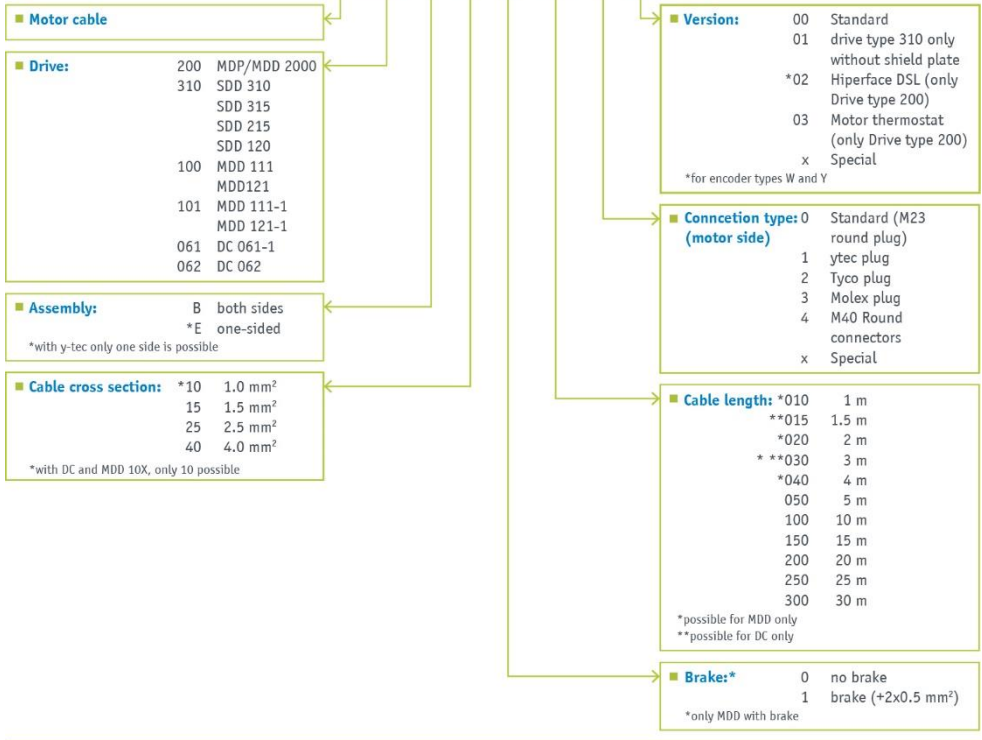 Motor cable
Drive: 200 MDP/MDD 2000
310 SDD 310
SDD 315
SDD 215
SDD 120
100 MDD 111
MDD121
101 MDD 111-1
MDD 121-1
061 DC 061-1
062 DC 062
Assembly: B both sides
*E one-sided
*with y-tec only one side is possible
Cable cross section: *10 1.0 mm²
15 1.5 mm²
25 2.5 mm²
40 4.0 mm²
*with DC and MDD 10X, only 10 possible
Version: 00 Standard
01 drive type 310 only
without shield plate
*02 Hiperface DSL (only
Drive type 200)
03 Motor thermostat
(only Drive type 200)
x Special
*for encoder types W and Y
Conncetion type: 0 Standard (M23
(motor side) round plug)
1 ytec plug
2 Tyco plug
3 Molex plug
4 M40 Round
connectors
x Special
Cable length: *010 1 m
**015 1.5 m
*020 2 m
* **030 3 m
*040 4 m
050 5 m
100 10 m
150 15 m
200 20 m
250 25 m
300 30 m
*possible for MDD only
**possible for DC only
Brake:* 0 no brake
1 brake (+2x0.5 mm²)
*only MDD with brake